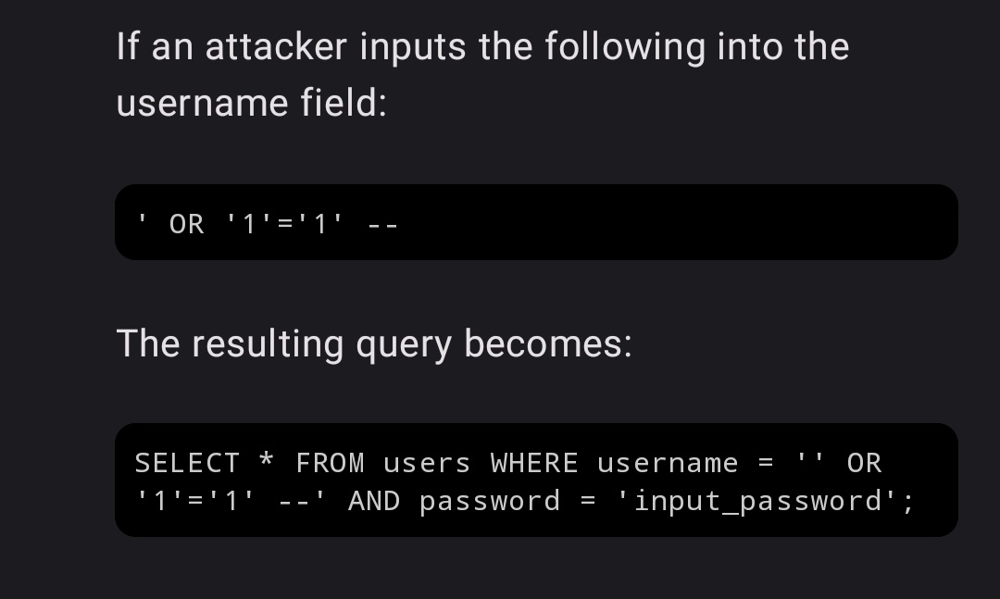 If an attacker inputs the following into the
username field:
' OR '1'='1' --
The resulting query becomes:
SELECT * FROM users WHERE username = '' OR
'1'='1' --' AND password = 'input_password';